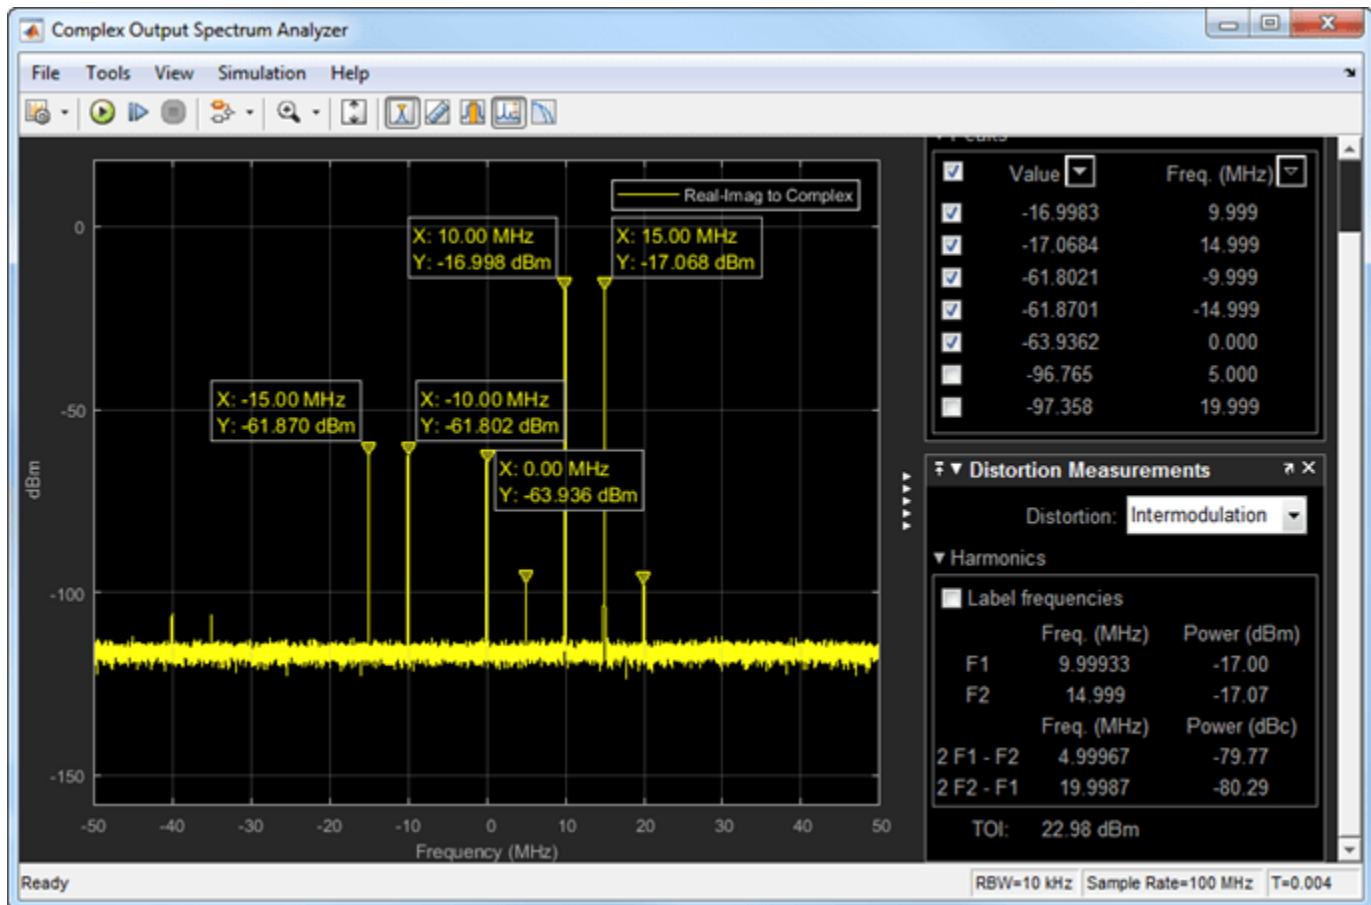 Complex Output Spectrum Analyzer
File Tools View Simulation Help
Real-Imag to Complex
X: 10.00 MHz
Y: -16.998 dBm
X: 15.00 MHz
Y: -17.068 dBm
X: -15.00 MHz
Y: -61.870 dBm
X: -10.00 MHz
Y: -61.802 dBm
X: 0.00 MHz
Y: -63.936 dBm
0
-50
-100
-150
dBm
-50 -40 -30 -20 -10 0 10 20 30 40 50
Frequency (MHz)
Peaks
Value Freq. (MHz)
-16.9983 9.999
-17.0684 14.999
-61.8021 -9.999
-61.8701 -14.999
-63.9362 0.000
-96.765 5.000
-97.358 19.999
Distortion Measurements
Distortion: Intermodulation
Harmonics
Label frequencies
Freq. (MHz) Power (dBm)
F1 9.99933 -17.00
F2 14.999 -17.07
Freq. (MHz) Power (dBc)
2 F1 - F2 4.99967 -79.77
2 F2 - F1 19.9987 -80.29
TOI: 22.98 dBm
Ready
RBW=10 kHz Sample Rate=100 MHz T=0.004